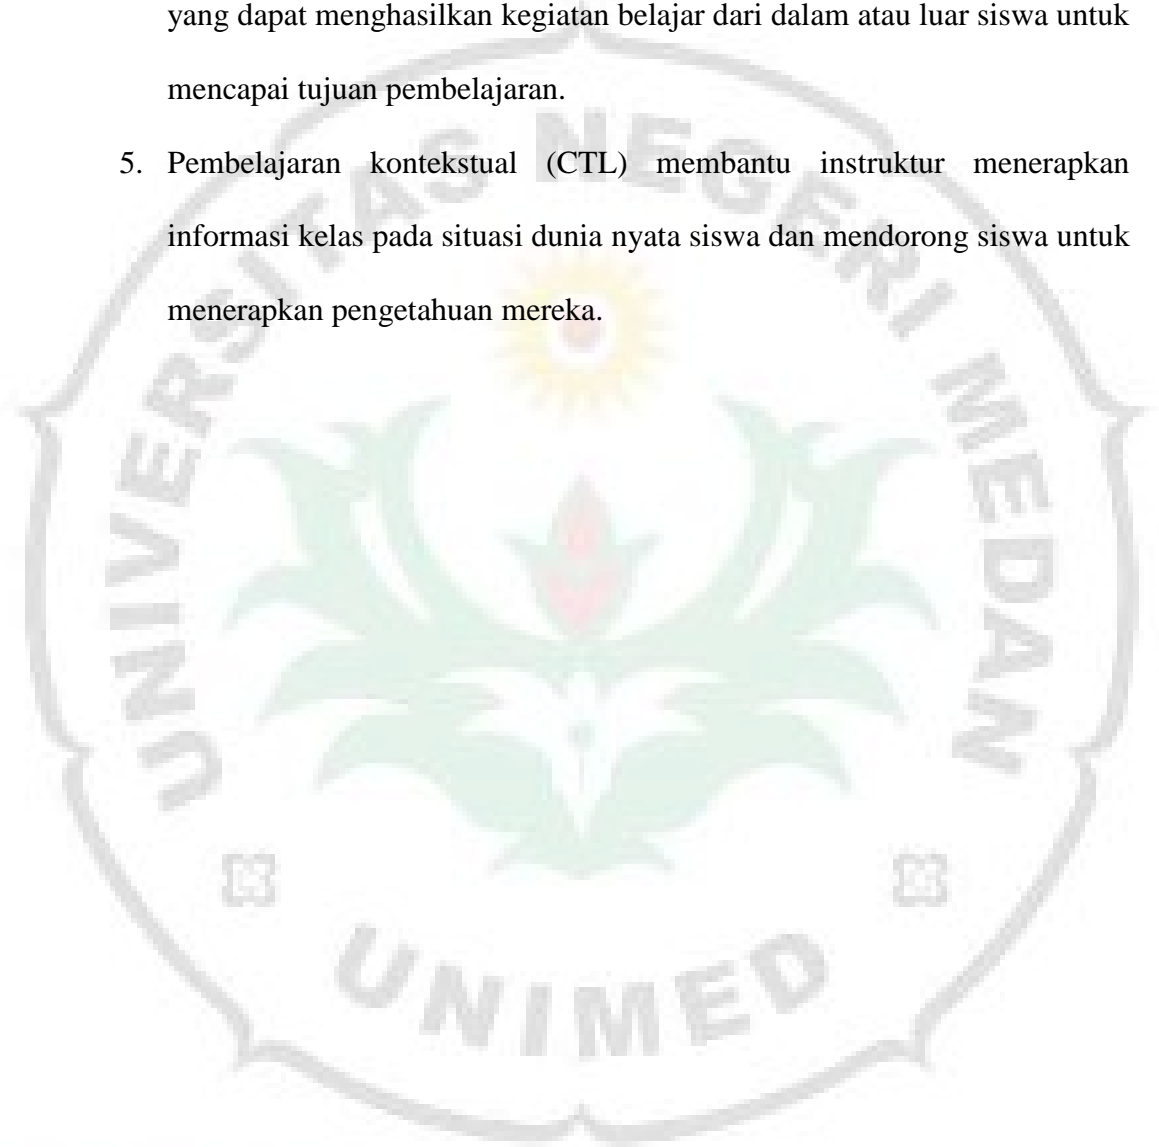 yang dapat menghasilkan kegiatan belajar dari dalam atau luar siswa untuk
mencapai tujuan pembelajaran.
5. Pembelajaran kontekstual (CTL) membantu instruktur menerapkan
informasi kelas pada situasi dunia nyata siswa dan mendorong siswa untuk
menerapkan pengetahuan mereka.
UNIVERSITAS NEGERI MEDAN
UNIMED